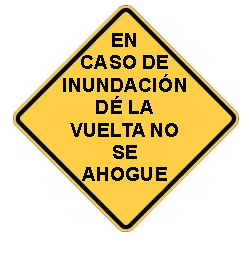 EN
CASO DE
INUNDACIÓN
DÉ LA
VUELTA NO
SE
AHOGUE